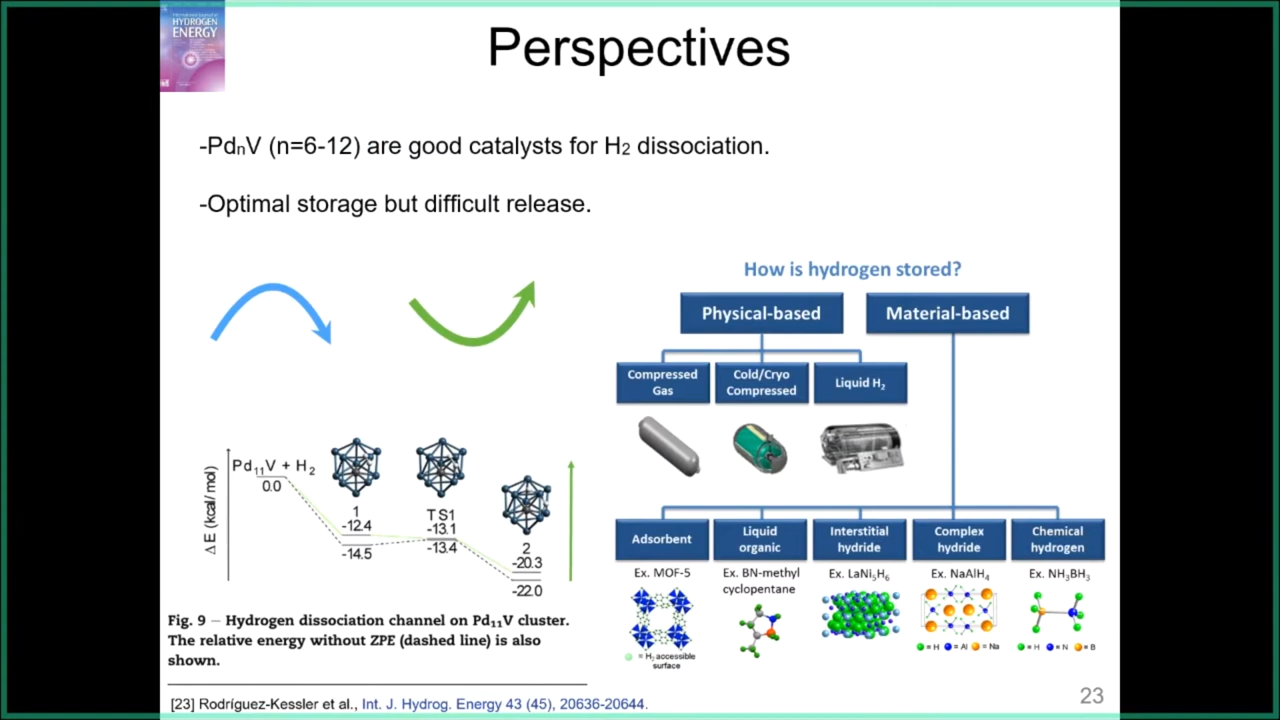 HYDROGEN
ENERGY
Perspectives
-PdnV (n=6-12) are good catalysts for H2 dissociation.
-Optimal storage but difficult release.
How is hydrogen stored?
Physical-based
Material-based
Compressed
Gas
Cold/Cryo
Compressed
Liquid H2
Adsorbent
Liquid
organic
Interstitial
hydride
Complex
hydride
Chemical
hydrogen
Ex. MOF-5
Ex. BN-methyl
cyclopentane
Ex. LaNi5H6
Ex. NaAlH4
Ex. NH3BH3
= H2 accessible
surface
= H = Al = Na
= H = N = B
Δ E (kcal/ mol)
Pd11V + H2
0.0
1
-12.4
-14.5
TS1
-13.1
-13.4
2
-20.3
-22.0
Fig. 9 – Hydrogen dissociation channel on Pd11V cluster.
The relative energy without ZPE (dashed line) is also
shown.
[23] Rodríguez-Kessler et al., Int. J. Hydrog. Energy 43 (45), 20636-20644.
23